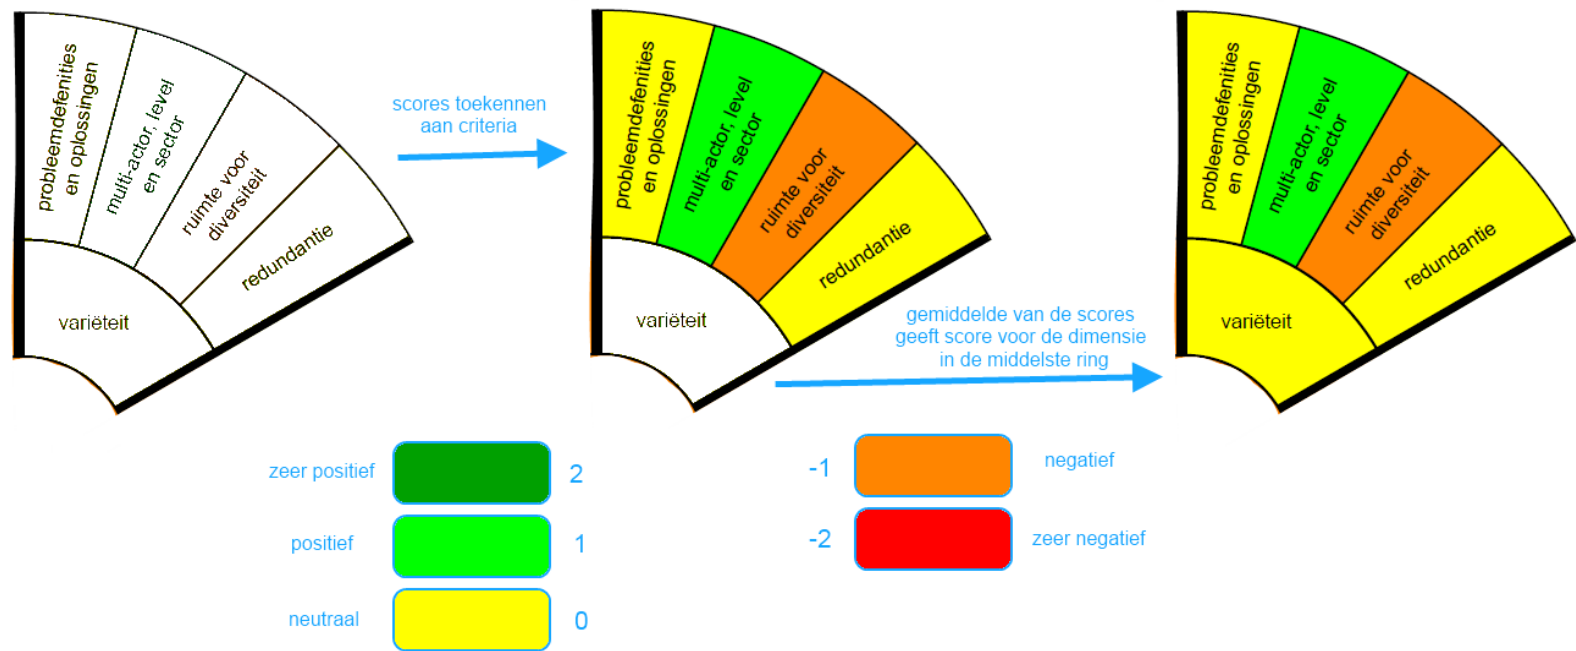 probleemdefenities
en oplossingen
multi-actor, level
en sector
ruimte voor
diversiteit
redundantie
variëteit
scores toekennen
aan criteria
probleemdefenities
en oplossingen
multi-actor, level
en sector
ruimte voor
diversiteit
redundantie
variëteit
gemiddelde van de scores
geeft score voor de dimensie
in de middelste ring
probleemdefenities
en oplossingen
multi-actor, level
en sector
ruimte voor
diversiteit
redundantie
variëteit
zeer positief 2
positief 1
neutraal 0
-1 negatief
-2 zeer negatief